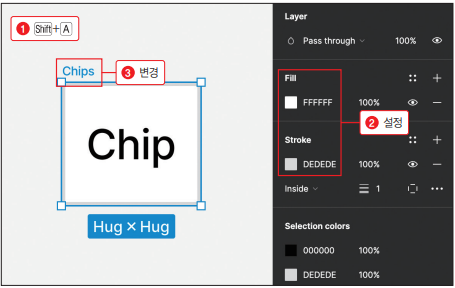 1 Shift+A
Chips
3 변경
Chip
Hug × Hug
Layer
Pass through 100%
Fill
FFFFFF 100%
2 설정
Stroke
DEDEDE 100%
Inside 1
Selection colors
000000 100%
DEDEDE 100%